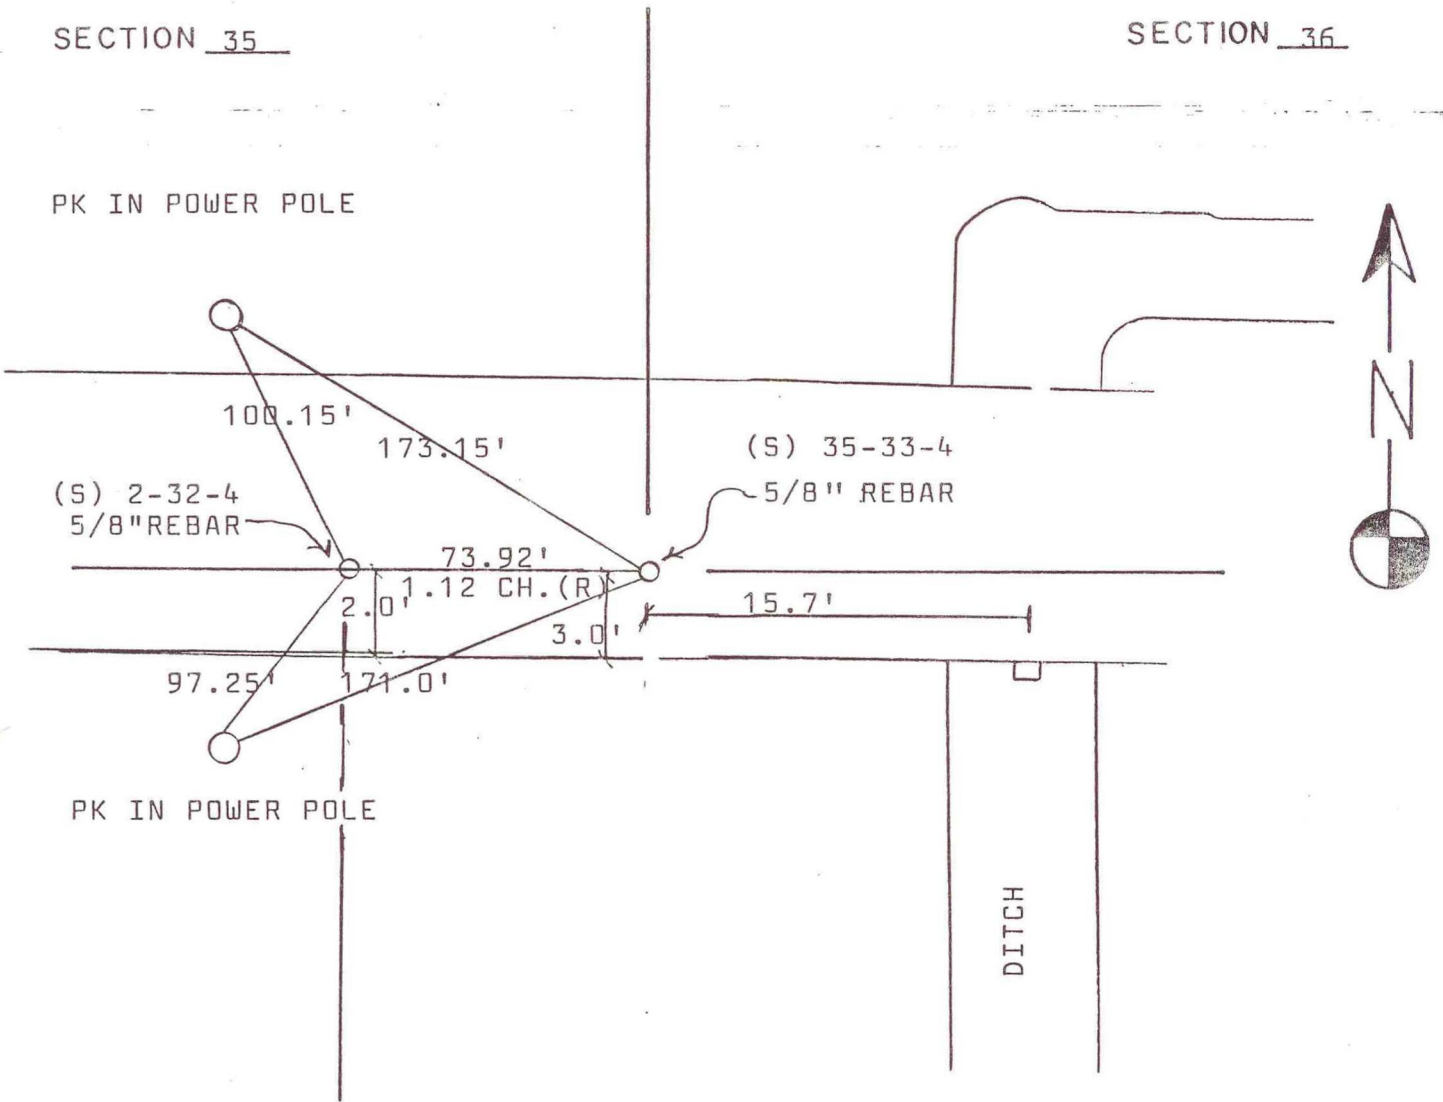 SECTION 35
SECTION 36
PK IN POWER POLE
100.15'
173.15'
(S) 35-33-4
5/8" REBAR
(S) 2-32-4
5/8"REBAR
73.92'
1.12 CH.(R)
2.0'
15.7'
3.0'
97.25'
171.0'
PK IN POWER POLE
DITCH
N